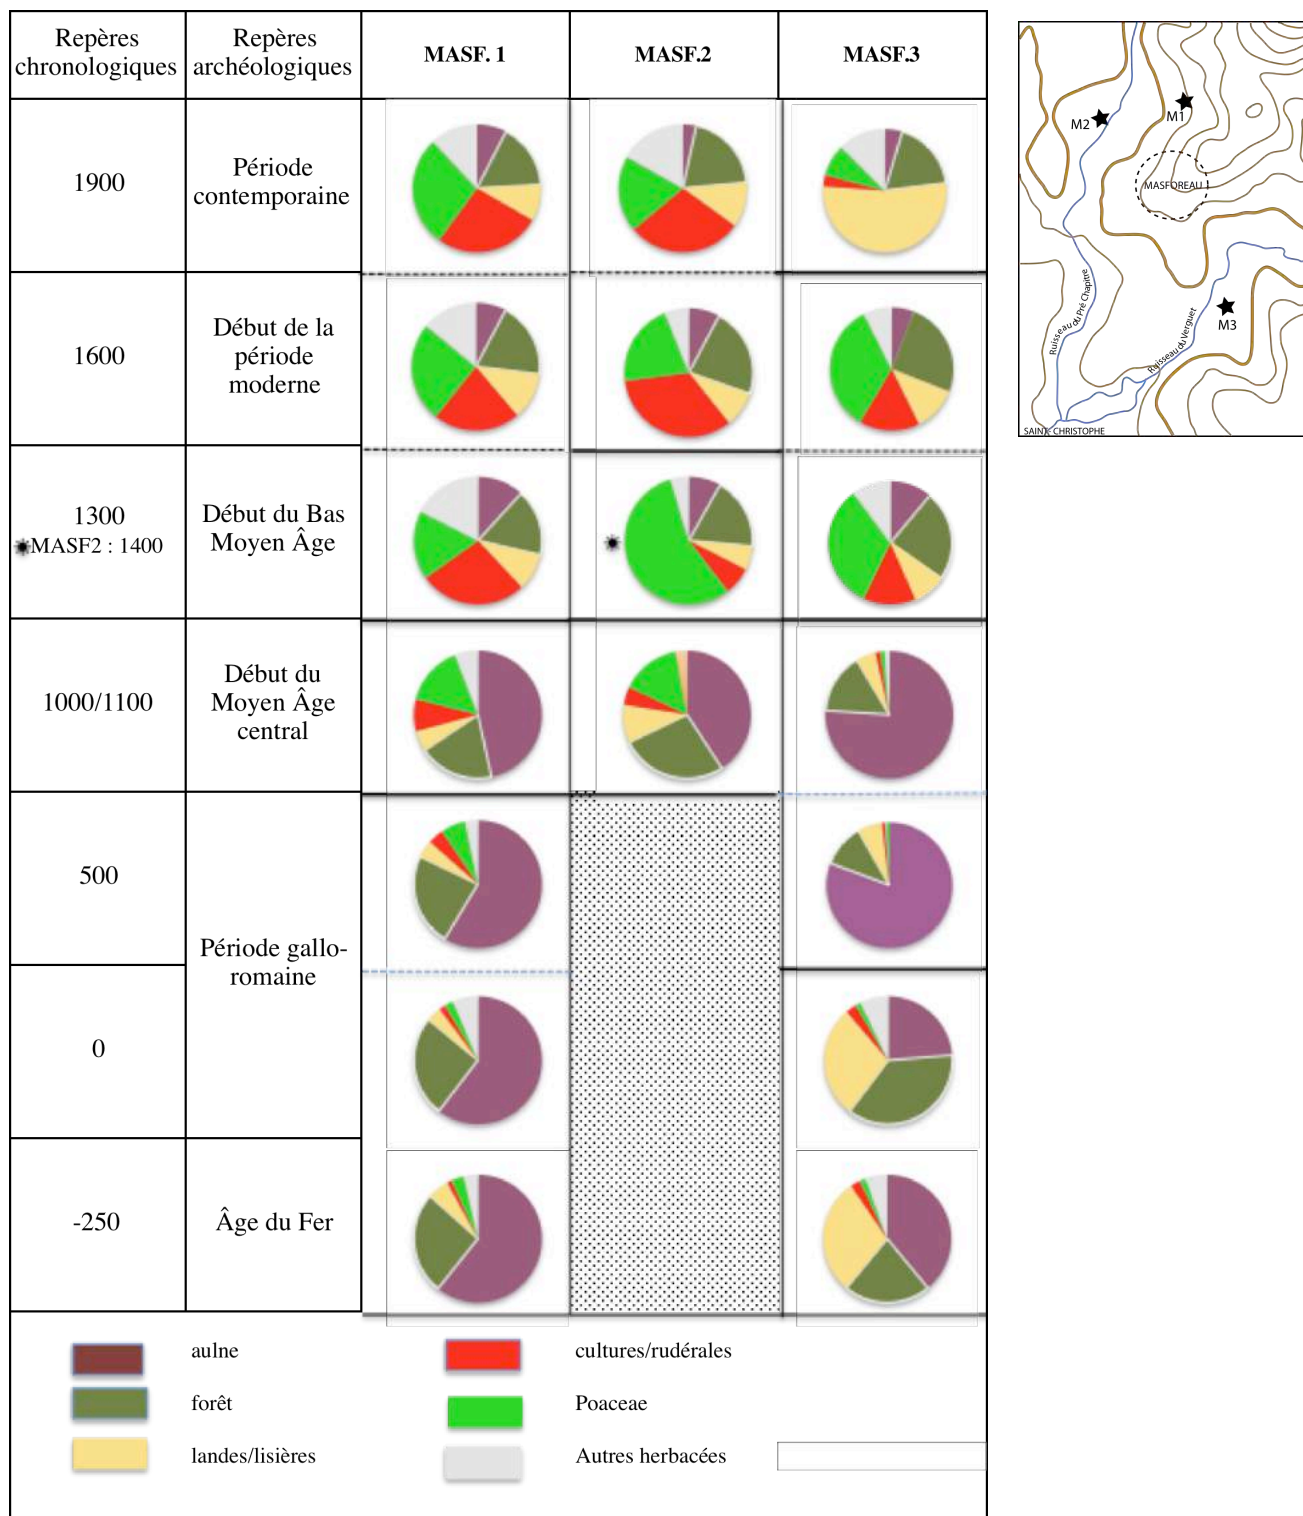 Repères
chronologiques
Repères
archéologiques
MASF. 1
MASF.2
MASF.3
1900
Période
contemporaine
1600
Début de la
période
moderne
1300
MASF2 : 1400
Début du Bas
Moyen Âge
1000/1100
Début du
Moyen Âge
central
500
Période gallo-
romaine
0
-250
Âge du Fer
aulne
forêt
landes/lisières
cultures/rudérales
Poaceae
Autres herbacées
M2
M1
MASFOREAU
Ruisseau du Pré Chapitre
Ruisseau du Verguet
M3
SAINT - CHRISTOPHE